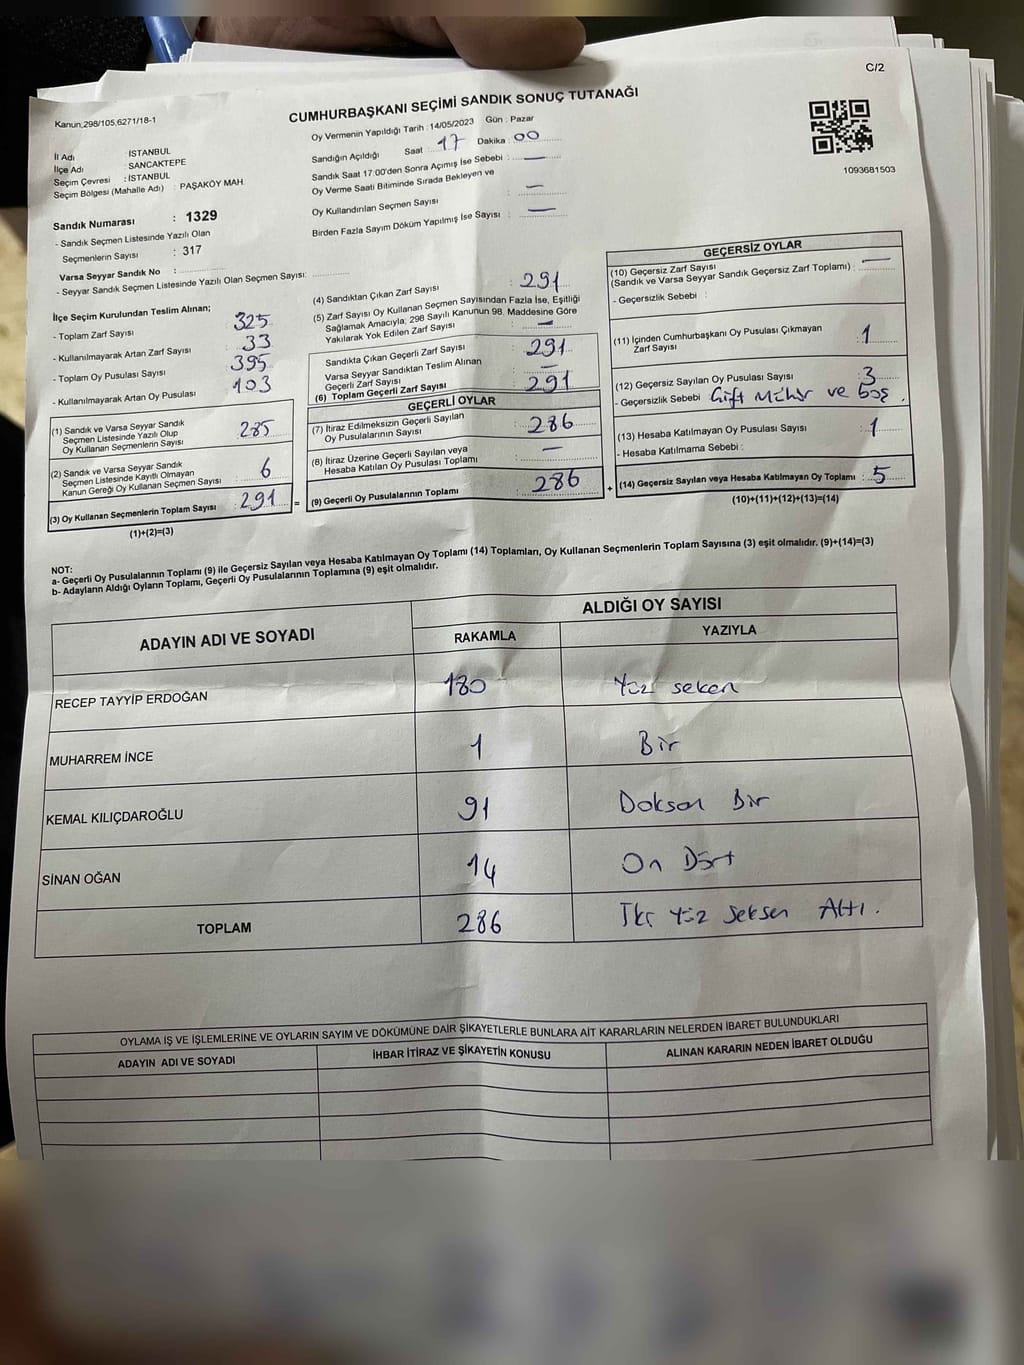 C/2
Kanun;298/105,6271/18-1
CUMHURBAŞKANI SEÇİMİ SANDIK SONUÇ TUTANAĞI
Oy Vermenin Yapıldığı Tarih : 14/05/2023 Gün : Pazar
İl Adı : İSTANBUL
İlçe Adı : SANCAKTEPE
Seçim Çevresi : İSTANBUL
Seçim Bölgesi (Mahalle Adı) : PAŞAKÖY MAH.
Sandık Numarası : 1329
- Sandık Seçmen Listesinde Yazılı Olan
Seçmenlerin Sayısı : 317
Varsa Seyyar Sandık No :
- Seyyar Sandık Seçmen Listesinde Yazılı Olan Seçmen Sayısı:
Sandığın Açıldığı Saat : 17 Dakika : 00
Sandık Saat 17:00'den Sonra Açımış İse Sebebi : —
Oy Verme Saati Bitiminde Sırada Bekleyen ve
Oy Kullandırılan Seçmen Sayısı : —
Birden Fazla Sayım Döküm Yapılmış İse Sayısı : —
1093681503
İlçe Seçim Kurulundan Teslim Alınan;
- Toplam Zarf Sayısı : 325
- Kullanılmayarak Artan Zarf Sayısı : 33
- Toplam Oy Pusulası Sayısı : 395
- Kullanılmayarak Artan Oy Pusulası : 103
(1) Sandık ve Varsa Seyyar Sandık
Seçmen Listesinde Yazılı Olup
Oy Kullanan Seçmenlerin Sayısı : 285
(2) Sandık ve Varsa Seyyar Sandık
Seçmen Listesinde Kayıtlı Olmayan
Kanun Gereği Oy Kullanan Seçmen Sayısı : 6
(3) Oy Kullanan Seçmenlerin Toplam Sayısı : 291
(1)+(2)=(3)
=
(4) Sandıktan Çıkan Zarf Sayısı : 291
(5) Zarf Sayısı Oy Kullanan Seçmen Sayısından Fazla İse, Eşitliği
Sağlamak Amacıyla; 298 Sayılı Kanunun 98. Maddesine Göre
Yakılarak Yok Edilen Zarf Sayısı : —
Sandıkta Çıkan Geçerli Zarf Sayısı : 291
Varsa Seyyar Sandıktan Teslim Alınan
Geçerli Zarf Sayısı : —
(6) Toplam Geçerli Zarf Sayısı : 291
GEÇERLİ OYLAR
(7) İtiraz Edilmeksizin Geçerli Sayılan
Oy Pusulalarının Sayısı : 286
(8) İtiraz Üzerine Geçerli Sayılan veya
Hesaba Katılan Oy Pusulası Toplamı : —
(9) Geçerli Oy Pusulalarının Toplamı : 286
+
GEÇERSİZ OYLAR
(10) Geçersiz Zarf Sayısı
(Sandık ve Varsa Seyyar Sandık Geçersiz Zarf Toplamı) : —
- Geçersizlik Sebebi :
(11) İçinden Cumhurbaşkanı Oy Pusulası Çıkmayan
Zarf Sayısı : 1
(12) Geçersiz Sayılan Oy Pusulası Sayısı : 3
- Geçersizlik Sebebi Çift Mühür ve boş .
(13) Hesaba Katılmayan Oy Pusulası Sayısı : 1
- Hesaba Katılmama Sebebi :
(14) Geçersiz Sayılan veya Hesaba Katılmayan Oy Toplamı : 5
(10)+(11)+(12)+(13)=(14)
NOT:
a- Geçerli Oy Pusulalarının Toplamı (9) ile Geçersiz Sayılan veya Hesaba Katılmayan Oy Toplamı (14) Toplamları, Oy Kullanan Seçmenlerin Toplam Sayısına (3) eşit olmalıdır. (9)+(14)=(3)
b- Adayların Aldığı Oyların Toplamı, Geçerli Oy Pusulalarının Toplamına (9) eşit olmalıdır.
ADAYIN ADI VE SOYADI ALDIĞI OY SAYISI
RAKAMLA YAZIYLA
RECEP TAYYİP ERDOĞAN 180 Yüz seksen
MUHARREM İNCE 1 Bir
KEMAL KILIÇDAROĞLU 91 Doksan Bir
SİNAN OĞAN 14 On Dört
TOPLAM 286 İki Yüz Seksen Altı.
OYLAMA İŞ VE İŞLEMLERİNE VE OYLARIN SAYIM VE DÖKÜMÜNE DAİR ŞİKAYETLERLE BUNLARA AİT KARARLARIN NELERDEN İBARET BULUNDUKLARI
ADAYIN ADI VE SOYADI İHBAR İTİRAZ VE ŞİKAYETİN KONUSU ALINAN KARARIN NEDEN İBARET OLDUĞU